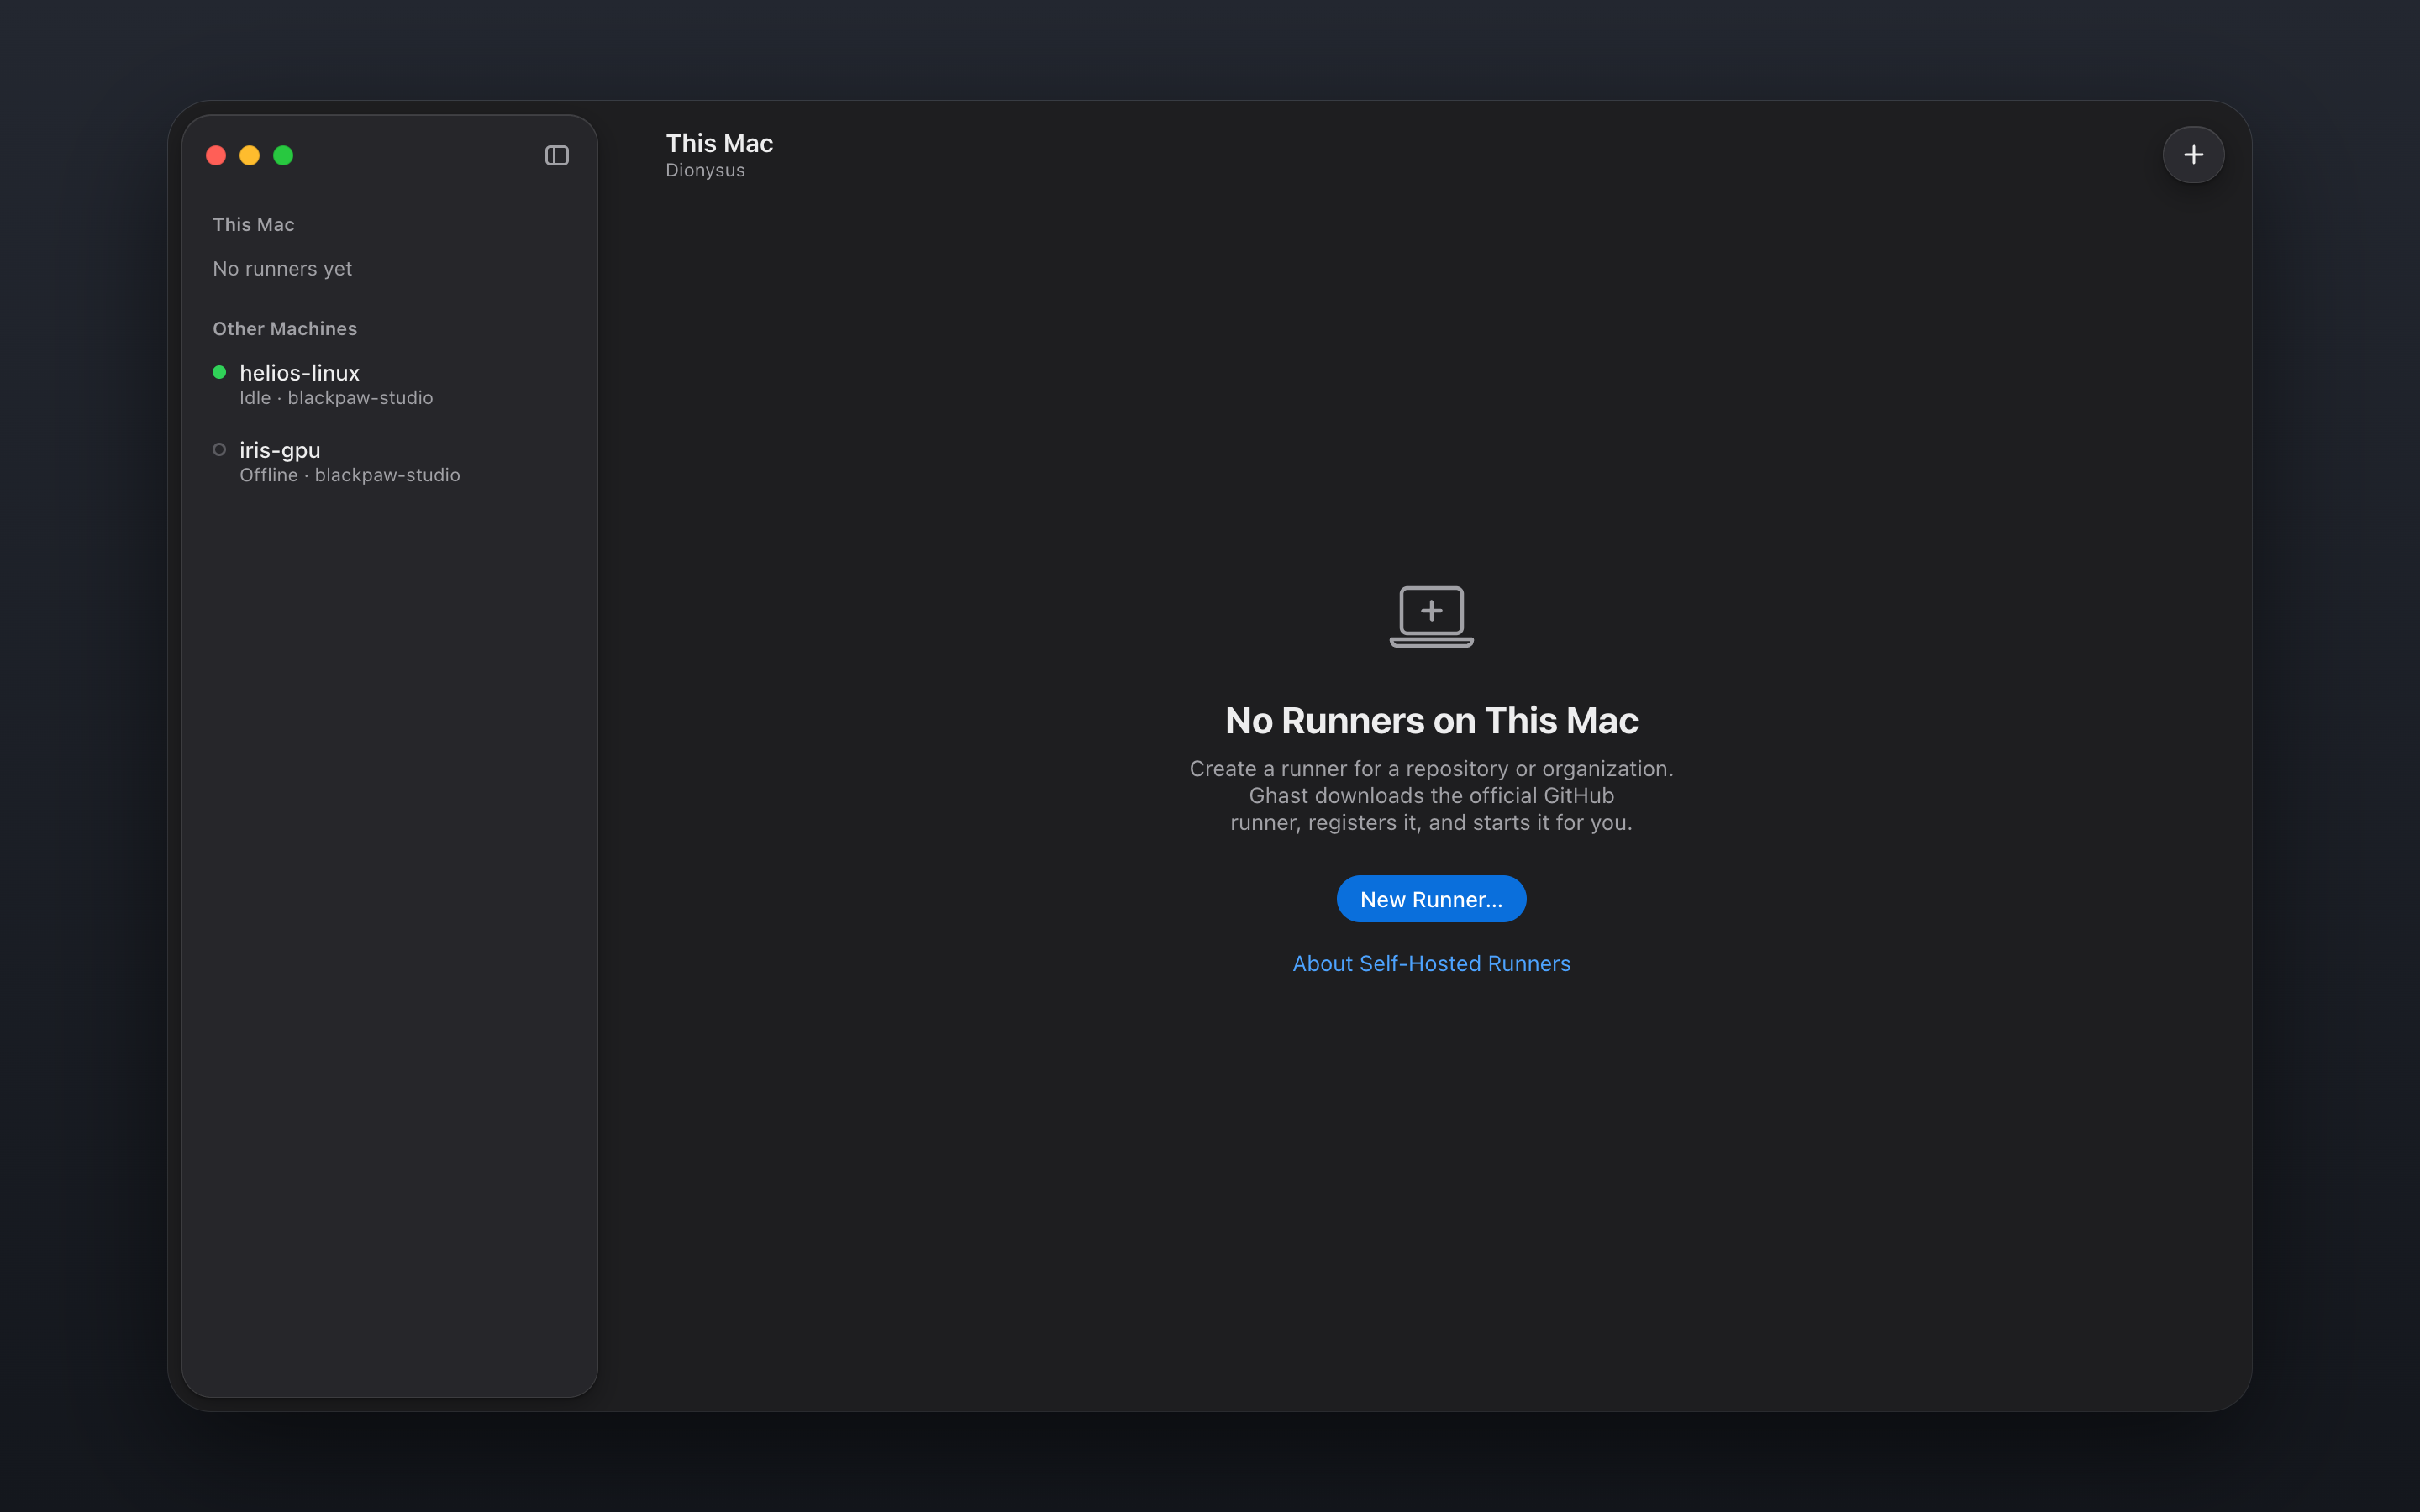 This Mac
No runners yet
Other Machines
helios-linux
Idle · blackpaw-studio
iris-gpu
Offline · blackpaw-studio
This Mac
Dionysus
No Runners on This Mac
Create a runner for a repository or organization.
Ghast downloads the official GitHub
runner, registers it, and starts it for you.
New Runner...
About Self-Hosted Runners